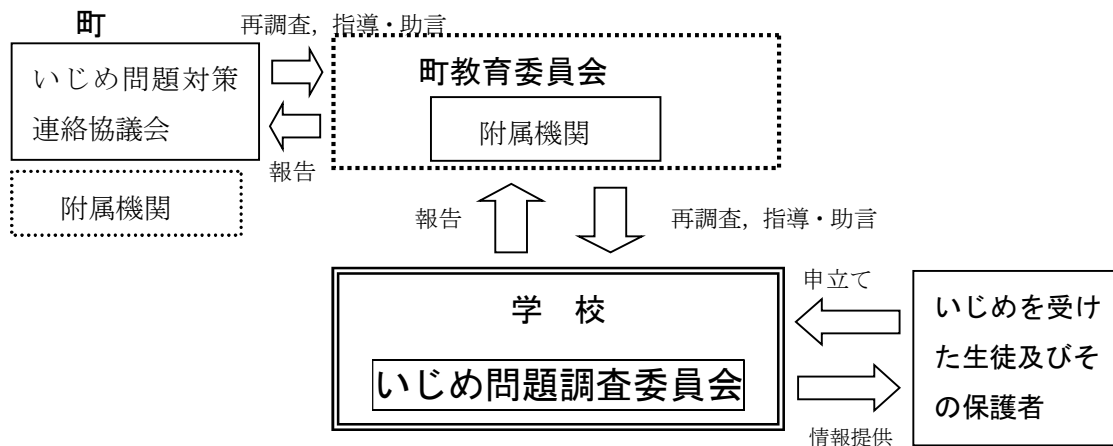 町
再調査，指導・助言
いじめ問題対策
連絡協議会
町教育委員会
附属機関
報告
附属機関
報告
再調査，指導・助言
学　校
いじめ問題調査委員会
申立て
情報提供
いじめを受け
た生徒及びそ
の保護者